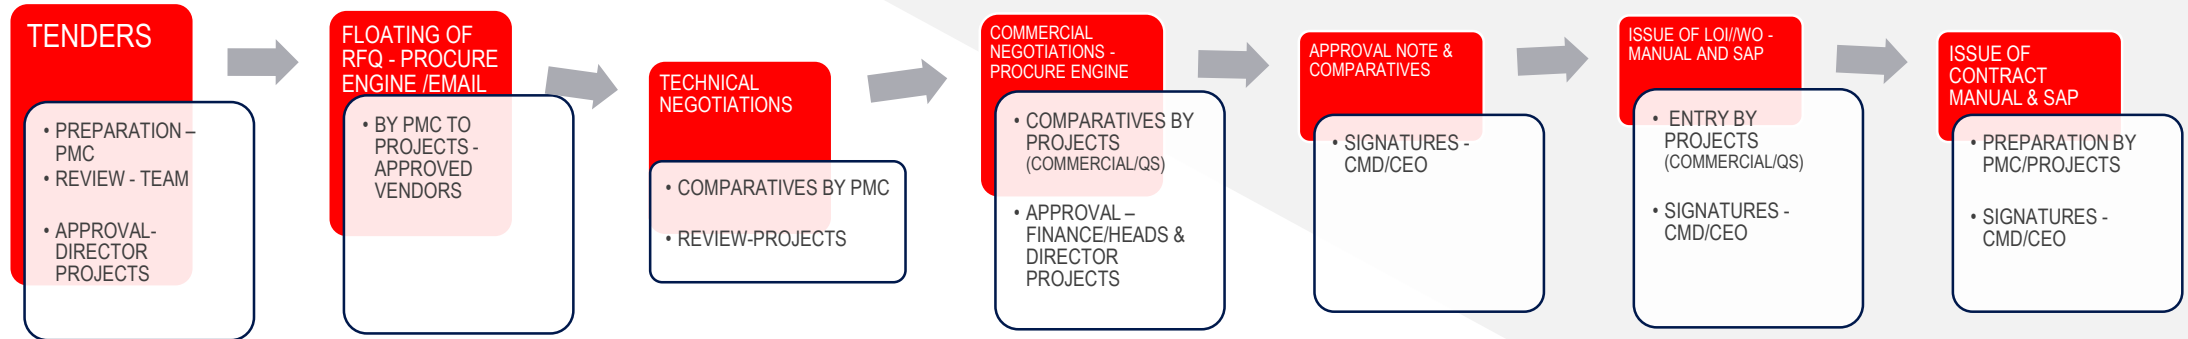 TENDERS
• PREPARATION –
PMC
• REVIEW - TEAM
• APPROVAL-
DIRECTOR
PROJECTS
FLOATING OF
RFQ - PROCURE
ENGINE /EMAIL
• BY PMC TO
PROJECTS -
APPROVED
VENDORS
TECHNICAL
NEGOTIATIONS
• COMPARATIVES BY PMC
• REVIEW-PROJECTS
COMMERCIAL
NEGOTIATIONS -
PROCURE ENGINE
• COMPARATIVES BY
PROJECTS
(COMMERCIAL/QS)
• APPROVAL –
FINANCE/HEADS &
DIRECTOR
PROJECTS
APPROVAL NOTE &
COMPARATIVES
• SIGNATURES -
CMD/CEO
ISSUE OF LOI//WO -
MANUAL AND SAP
• ENTRY BY
PROJECTS
(COMMERCIAL/QS)
• SIGNATURES -
CMD/CEO
ISSUE OF
CONTRACT
MANUAL & SAP
• PREPARATION BY
PMC/PROJECTS
• SIGNATURES -
CMD/CEO